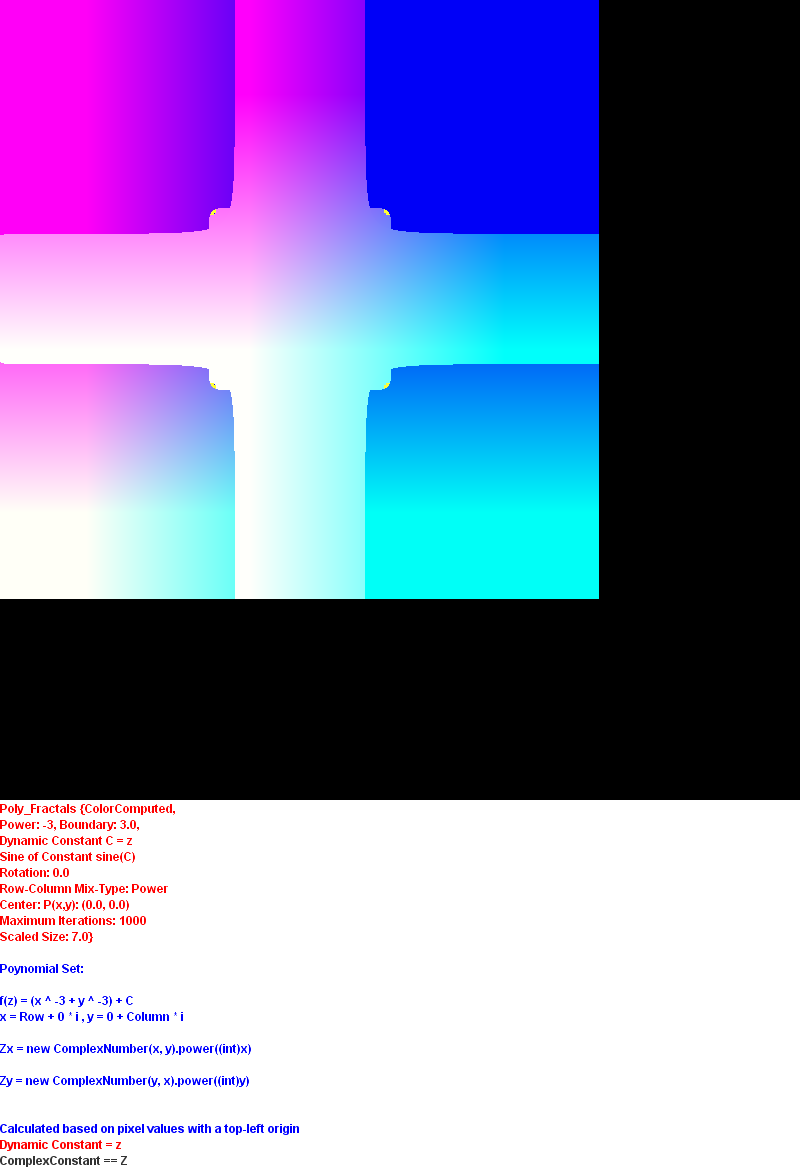 Poly_Fractals {ColorComputed,
Power: -3, Boundary: 3.0,
Dynamic Constant C = z
Sine of Constant sine(C)
Rotation: 0.0
Row-Column Mix-Type: Power
Center: P(x,y): (0.0, 0.0)
Maximum Iterations: 1000
Scaled Size: 7.0}
Poynomial Set:
f(z) = (x ^ -3 + y ^ -3) + C
x = Row + 0 * i , y = 0 + Column * i
Zx = new ComplexNumber(x, y).power((int)x)
Zy = new ComplexNumber(y, x).power((int)y)
Calculated based on pixel values with a top-left origin
Dynamic Constant = z
ComplexConstant == Z